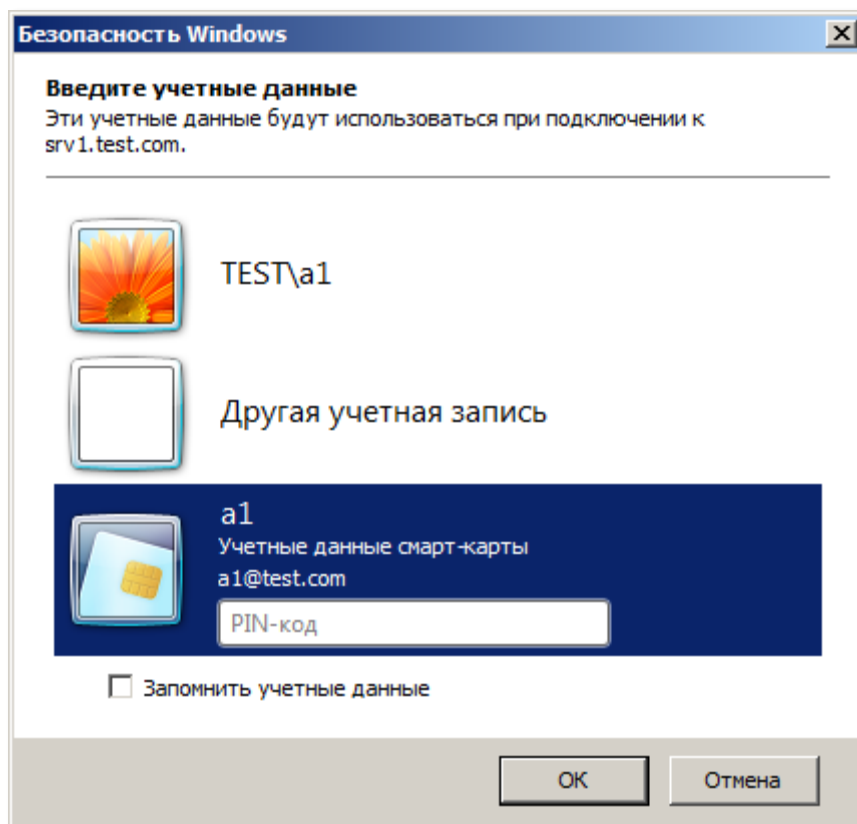 Безопасность Windows
Введите учетные данные
Эти учетные данные будут использоваться при подключении к
srv1.test.com.
TEST\a1
Другая учетная запись
a1
Учетные данные смарт-карты
a1@test.com
PIN-код
Запомнить учетные данные
ОК
Отмена